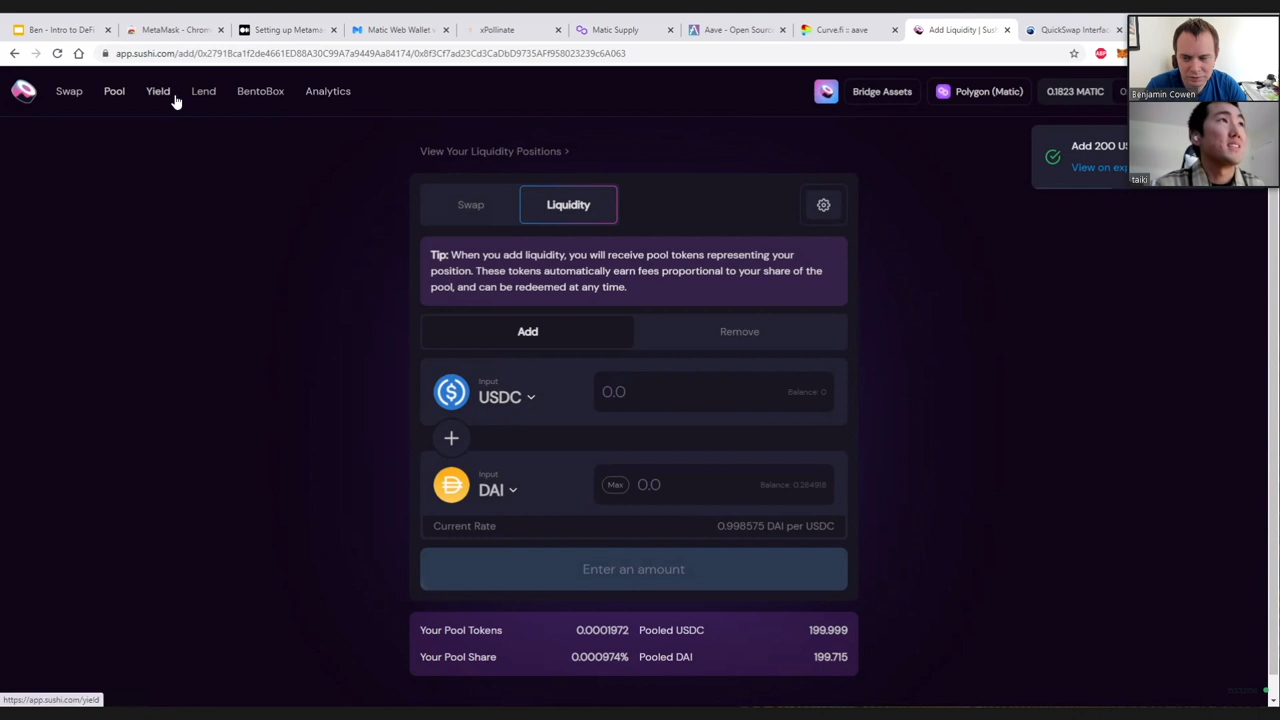 Ben - Intro to DeFi
MetaMask - Chrom
Setting up Metama
Matic Web Wallet
xPollinate
Matic Supply
Aave - Open Sourc
Curve.fi :: aave
Add Liquidity | Sus
QuickSwap Interfac
app.sushi.com/add/0x27918ca1f2de4661DB0e84174/0x8f3Cf7ad23Cd3CaDbD9735AFf958023239c6A063
Swap
Pool
Yield
Lend
BentoBox
Analytics
Bridge Assets
Polygon (Matic)
0.1823 MATIC
Benjamin Cowen
taiki
View Your Liquidity Positions >
Add 200 US
View on exp
Swap
Liquidity
Tip: When you add liquidity, you will receive pool tokens representing your
position. These tokens automatically earn fees proportional to your share of the
pool, and can be redeemed at any time.
Add
Remove
Input
USDC
0.0
Balance: 0
Input
DAI
Max
0.0
Balance: 0.284918
Current Rate
0.998575 DAI per USDC
Enter an amount
Your Pool Tokens
0.0001972
Pooled USDC
199.999
Your Pool Share
0.000974%
Pooled DAI
199.715
https://app.sushi.com/yield